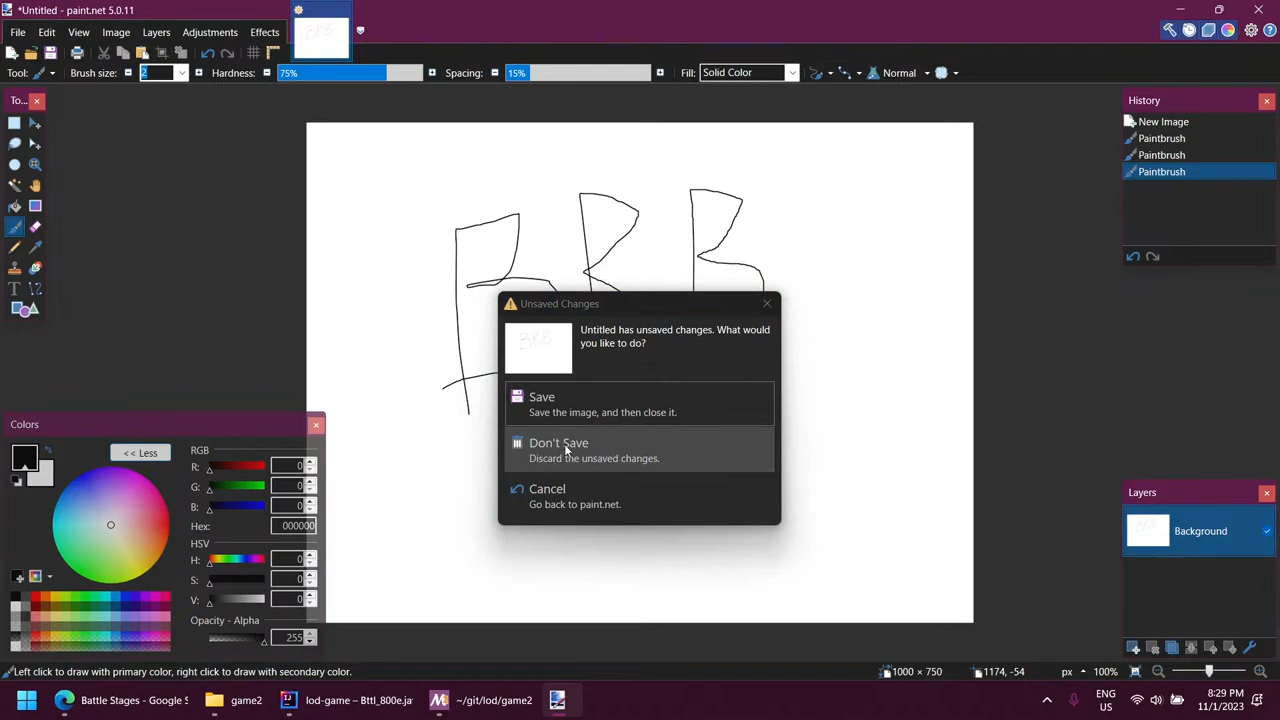 *Untitled - paint.net 5.0.11
File Edit View Image Layers Adjustments Effects
Tool: Brush size: 2 Hardness: 75% Spacing: 15% Fill: Solid Color Normal
To...
History
New Image
Paintbrush
Paintbrush
Paintbrush
BRB
Unsaved Changes
Untitled has unsaved changes. What would
you like to do?
Save
Save the image, and then close it.
Don't Save
Discard the unsaved changes.
Cancel
Go back to paint.net.
Colors
<< Less
RGB
R: 0
G: 0
B: 0
Hex: 000000
HSV
H: 0
S: 0
V: 0
Opacity - Alpha
255
Layers
Background
Left click to draw with primary color, right click to draw with secondary color.
1000 × 750
1174, -54
px
100%
Battle Stages - Google S
game2
lod-game – Bttl_800e.jav
~/git/lod/game2
ENG
US
8:29 PM
11/1/2023